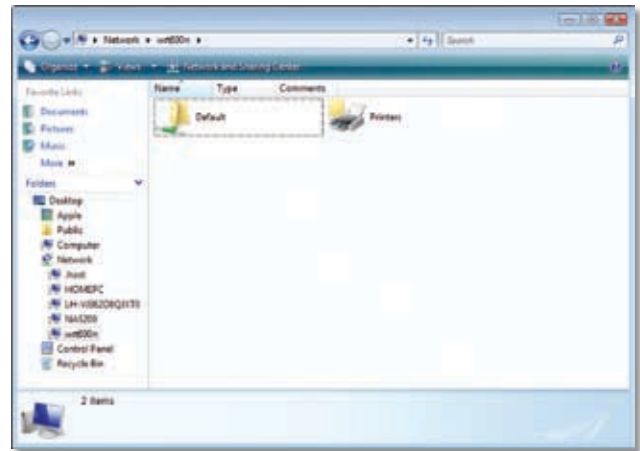 Network ▸ wrt600n ▸
Search
Organize Views Network and Sharing Center
Favorite Links
Documents
Pictures
Music
More »
Folders
Desktop
Apple
Public
Computer
Network
HOMEPC
NAS200
wrt600n
Control Panel
Recycle Bin
Name Type Comments
Default
Printers
2 items